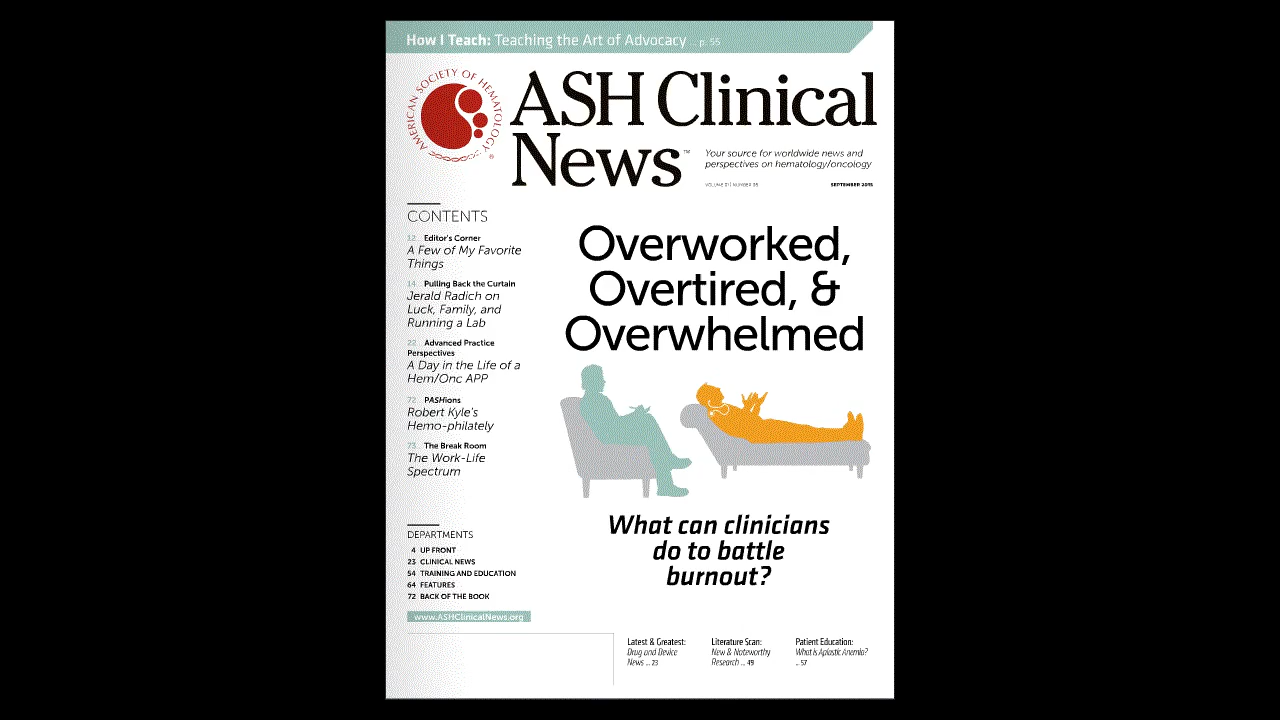 How I Teach: Teaching the Art of Advocacy ... p. 55
AMERICAN SOCIETY OF HEMATOLOGY
®
ASH Clinical
News™
Your source for worldwide news and
perspectives on hematology/oncology
VOLUME 01 | NUMBER 05
SEPTEMBER 2015
CONTENTS
12 Editor's Corner
A Few of My Favorite
Things
14 Pulling Back the Curtain
Jerald Radich on
Luck, Family, and
Running a Lab
22 Advanced Practice
Perspectives
A Day in the Life of a
Hem/Onc APP
72 PASHions
Robert Kyle's
Hemo-philately
73 The Break Room
The Work-Life
Spectrum
DEPARTMENTS
4 UP FRONT
23 CLINICAL NEWS
54 TRAINING AND EDUCATION
64 FEATURES
72 BACK OF THE BOOK
www.ASHClinicalNews.org
Overworked,
Overtired, &
Overwhelmed
What can clinicians
do to battle
burnout?
Latest & Greatest:
Drug and Device
News ... 23
Literature Scan:
New & Noteworthy
Research ... 49
Patient Education:
What Is Aplastic Anemia?
... 57